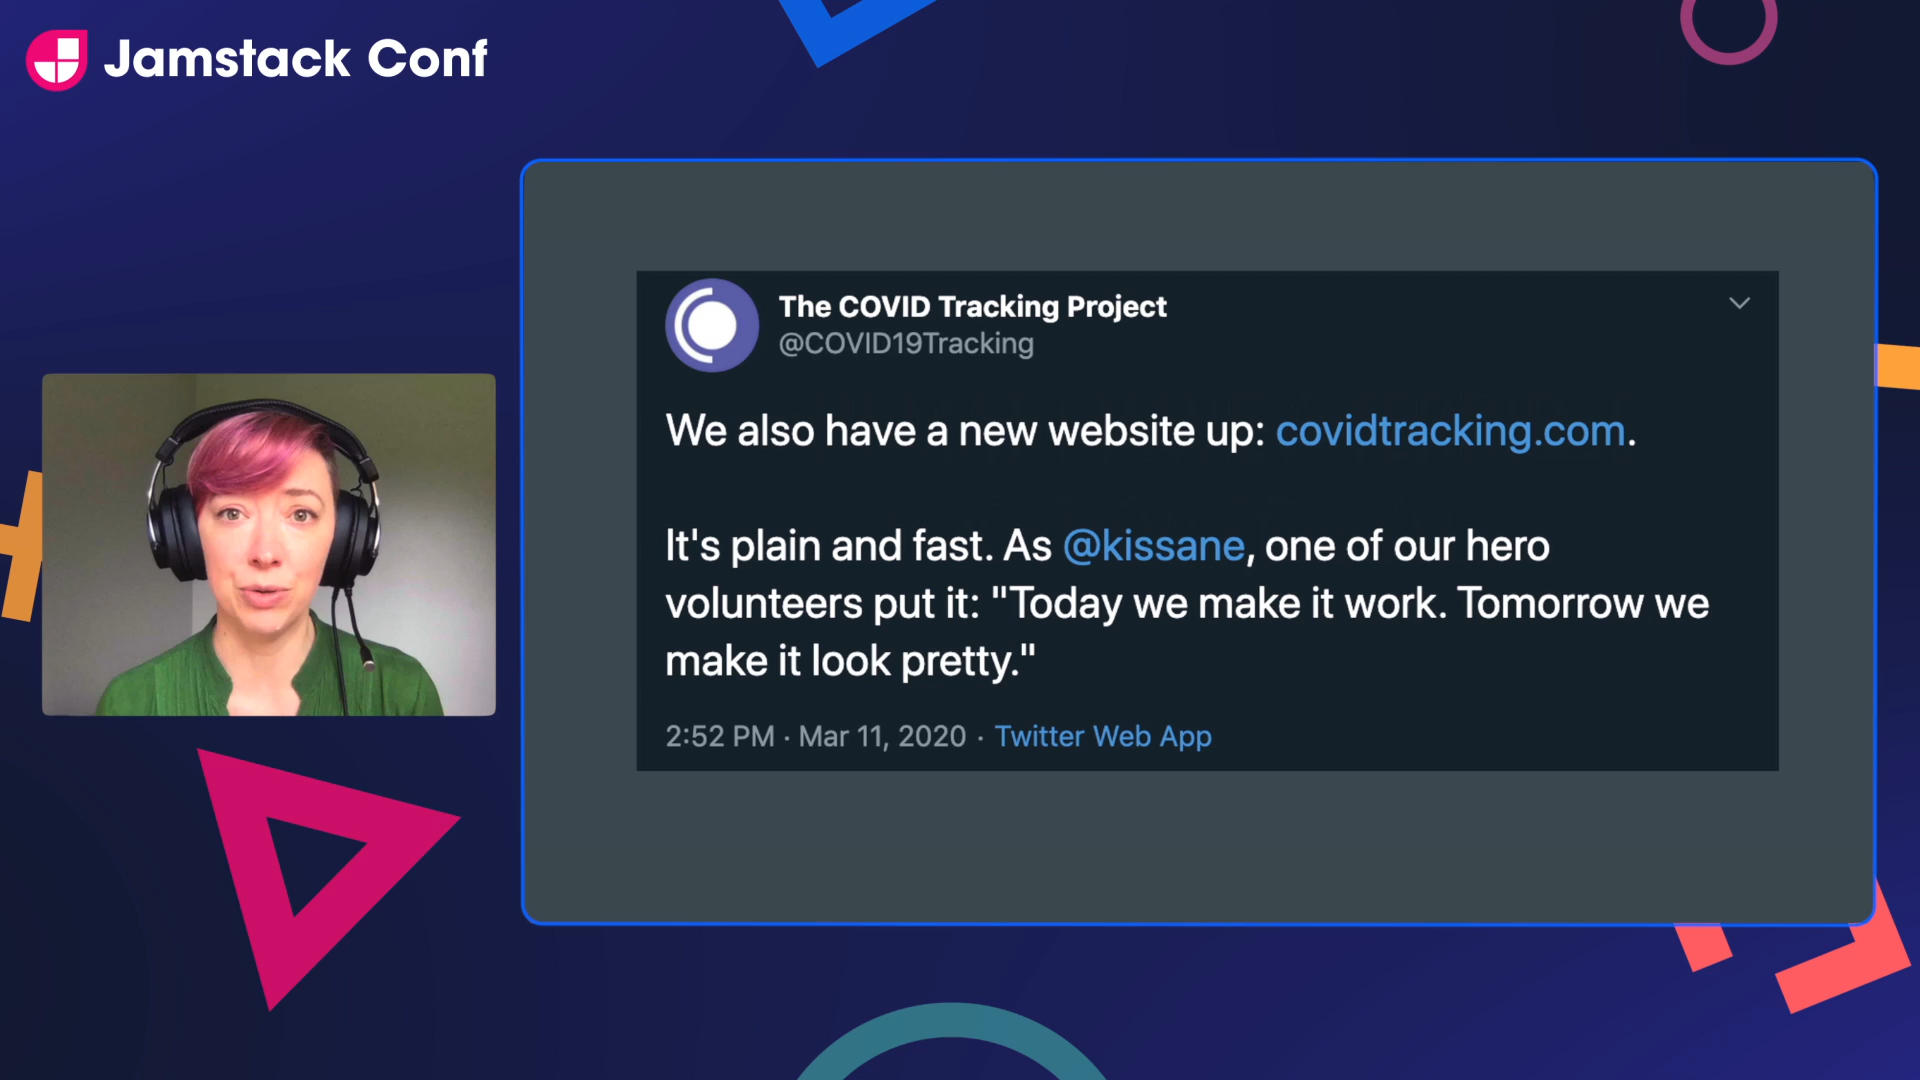 Jamstack Conf
The COVID Tracking Project
@COVID19Tracking
We also have a new website up: covidtracking.com.
It's plain and fast. As @kissane, one of our hero
volunteers put it: "Today we make it work. Tomorrow we
make it look pretty."
2:52 PM · Mar 11, 2020 · Twitter Web App